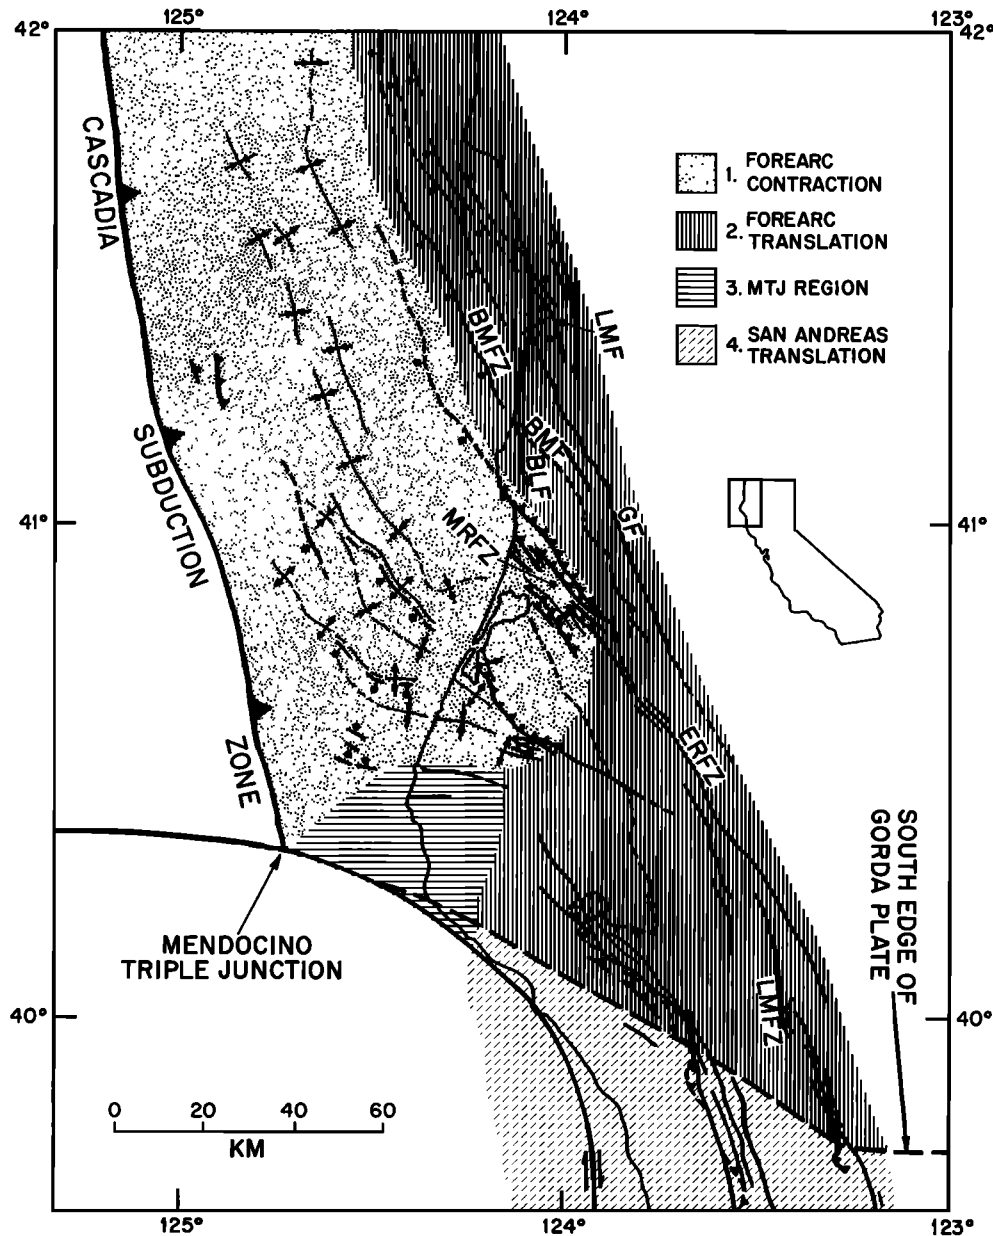 125°
124°
123°
42°
42°
CASCADIA
SUBDUCTION
ZONE
1. FOREARC
CONTRACTION
2. FOREARC
TRANSLATION
3. MTJ REGION
4. SAN ANDREAS
TRANSLATION
BMFZ
LMF
BMF
BLF
GF
MRFZ
41°
41°
ERFZ
SOUTH EDGE OF
GORDA PLATE
MENDOCINO
TRIPLE JUNCTION
LMFZ
40°
40°
0 20 40 60
KM
125°
124°
123°